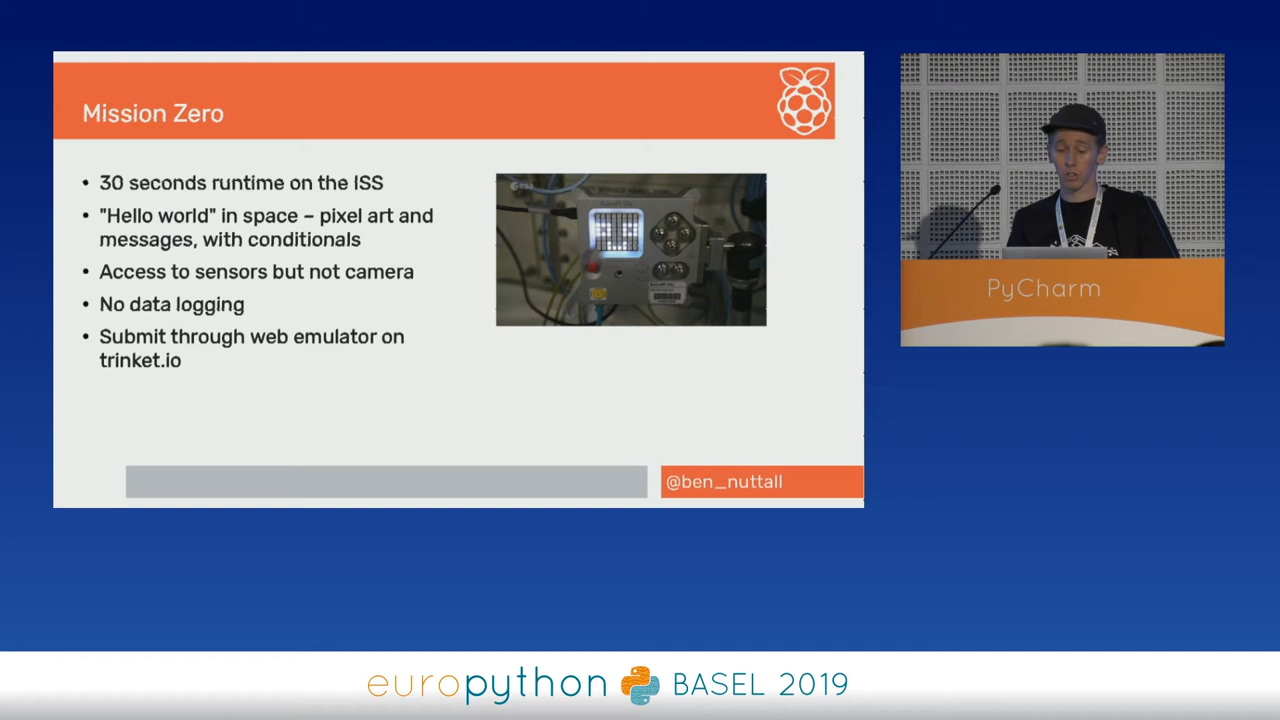 Mission Zero
• 30 seconds runtime on the ISS
• "Hello world" in space – pixel art and
messages, with conditionals
• Access to sensors but not camera
• No data logging
• Submit through web emulator on
trinket.io
esa
@ben_nuttall
PyCharm
europython BASEL 2019